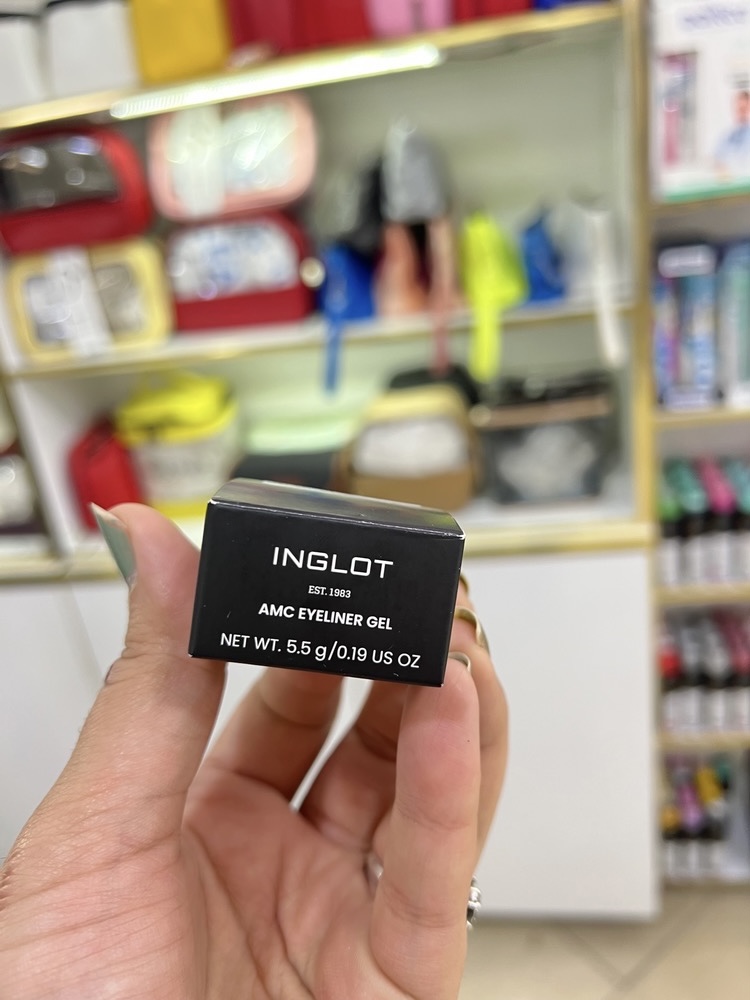 INGLOT
EST. 1983
AMC EYELINER GEL
NET WT. 5.5 g/0.19 US OZ